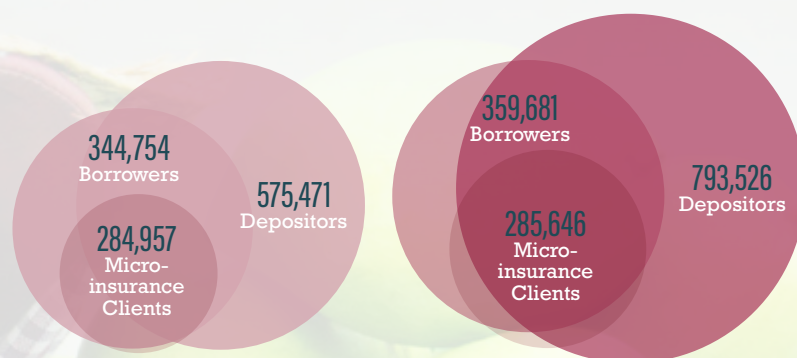 344,754
Borrowers
575,471
Depositors
284,957
Micro-
insurance
Clients
359,681
Borrowers
793,526
Depositors
285,646
Micro-
insurance
Clients